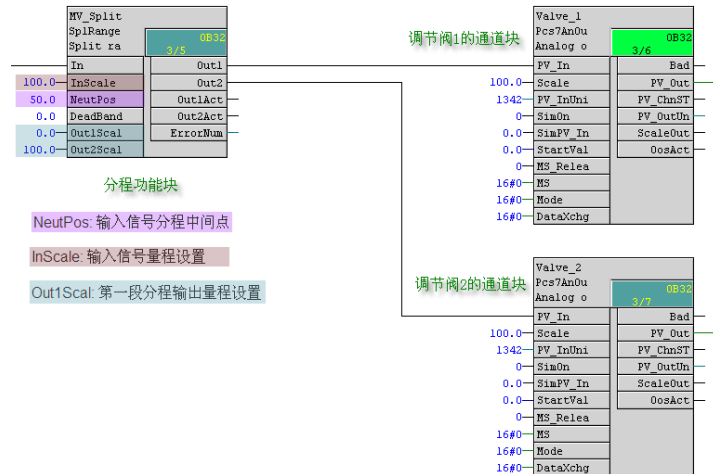 MV_Split
SplRange
Split ra
OB32
3/5
In
Out1
100.0
InScale
Out2
50.0
NeutPos
Out1Act
0.0
DeadBand
Out2Act
0.0
Out1Scal
ErrorNum
100.0
Out2Scal
分程功能块
NeutPos: 输入信号分程中间点
InScale: 输入信号量程设置
Out1Scal: 第一段分程输出量程设置
调节阀1的通道块
Valve_1
Pcs7AnOu
Analog o
OB32
3/6
PV_In
Bad
100.0
Scale
PV_Out
1342
PV_InUni
PV_ChnST
0
SimOn
PV_OutUn
0.0
SimPV_In
ScaleOut
0.0
StartVal
OosAct
0
MS_Relea
16#0
MS
16#0
Mode
16#0
DataXchg
调节阀2的通道块
Valve_2
Pcs7AnOu
Analog o
OB32
3/7
PV_In
Bad
100.0
Scale
PV_Out
1342
PV_InUni
PV_ChnST
0
SimOn
PV_OutUn
0.0
SimPV_In
ScaleOut
0.0
StartVal
OosAct
0
MS_Relea
16#0
MS
16#0
Mode
16#0
DataXchg